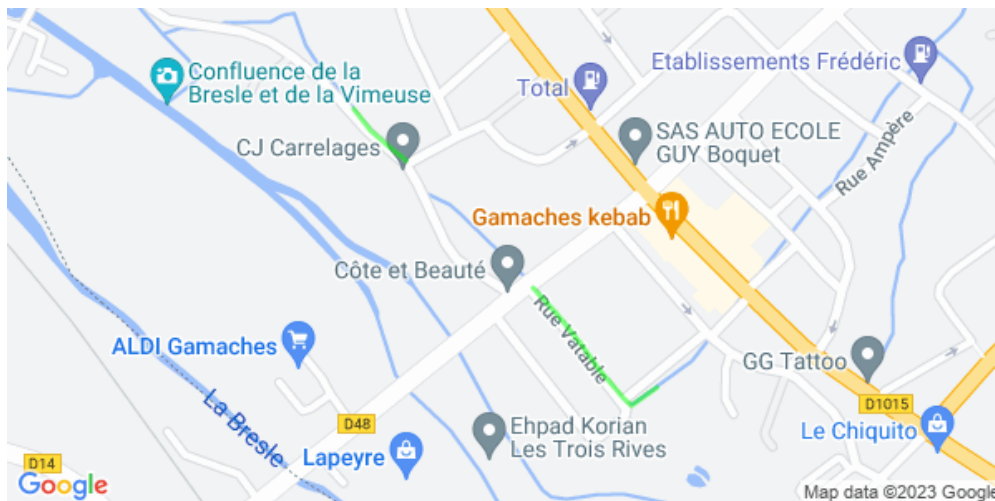 Confluence de la
Bresle et de la Vimeuse
CJ Carrelages
Total
Etablissements Frédéric
SAS AUTO ECOLE
GUY Boquet
Rue Ampère
Gamaches kebab
Côte et Beauté
Rue Vatable
ALDI Gamaches
GG Tattoo
La Bresle
D48
D1015
Ehpad Korian
Les Trois Rives
Le Chiquito
Lapeyre
D14
Google
Map data ©2023 Google